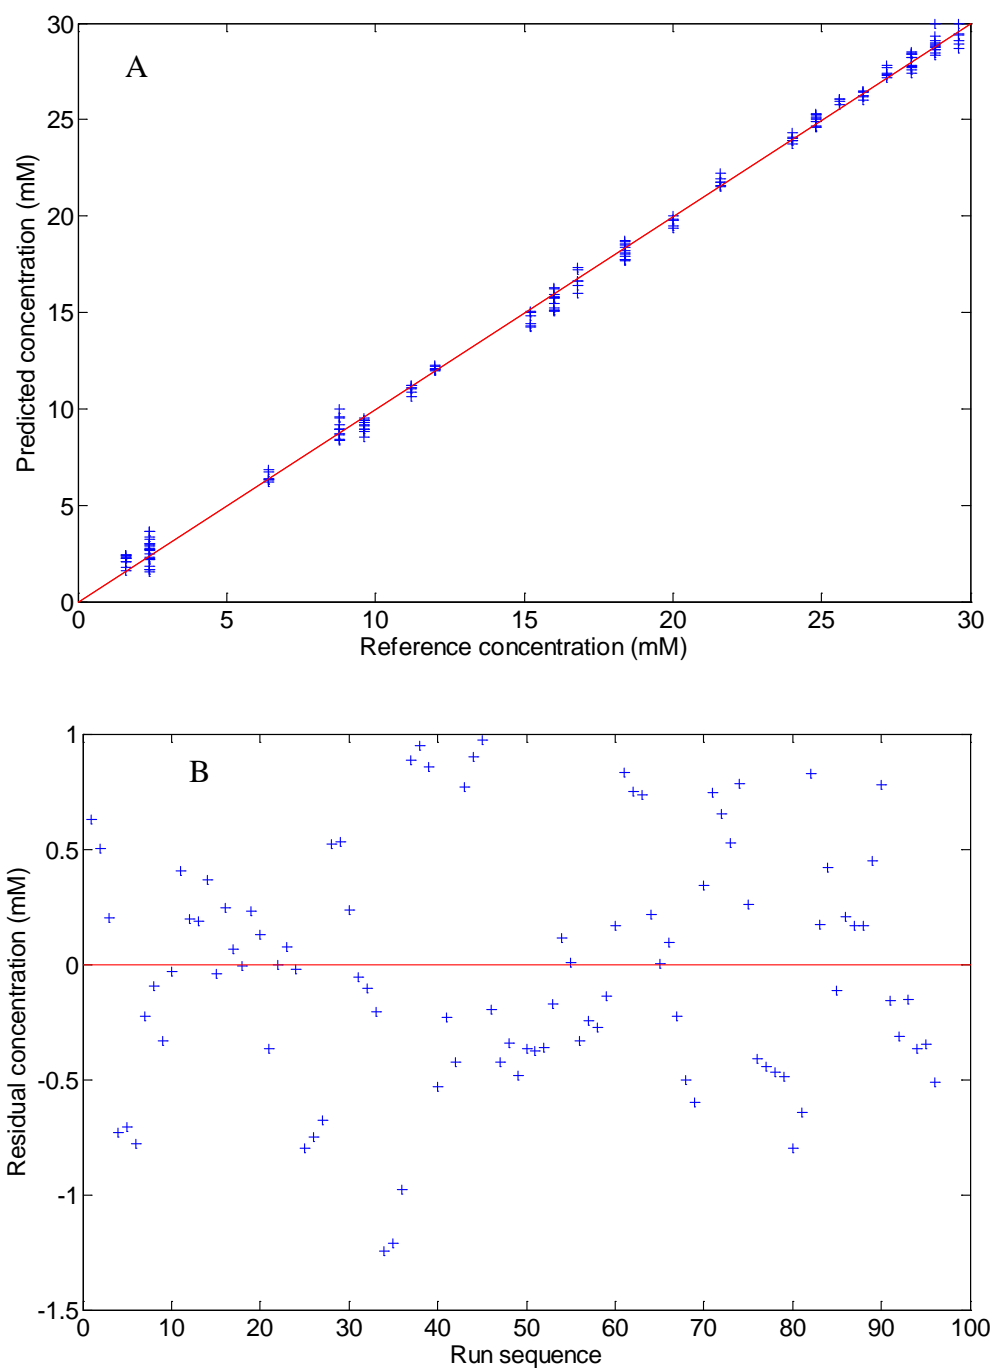 A
30
25
20
15
10
5
0
Predicted concentration (mM)
0 5 10 15 20 25 30
Reference concentration (mM)
B
1
0.5
0
-0.5
-1
-1.5
Residual concentration (mM)
0 10 20 30 40 50 60 70 80 90 100
Run sequence